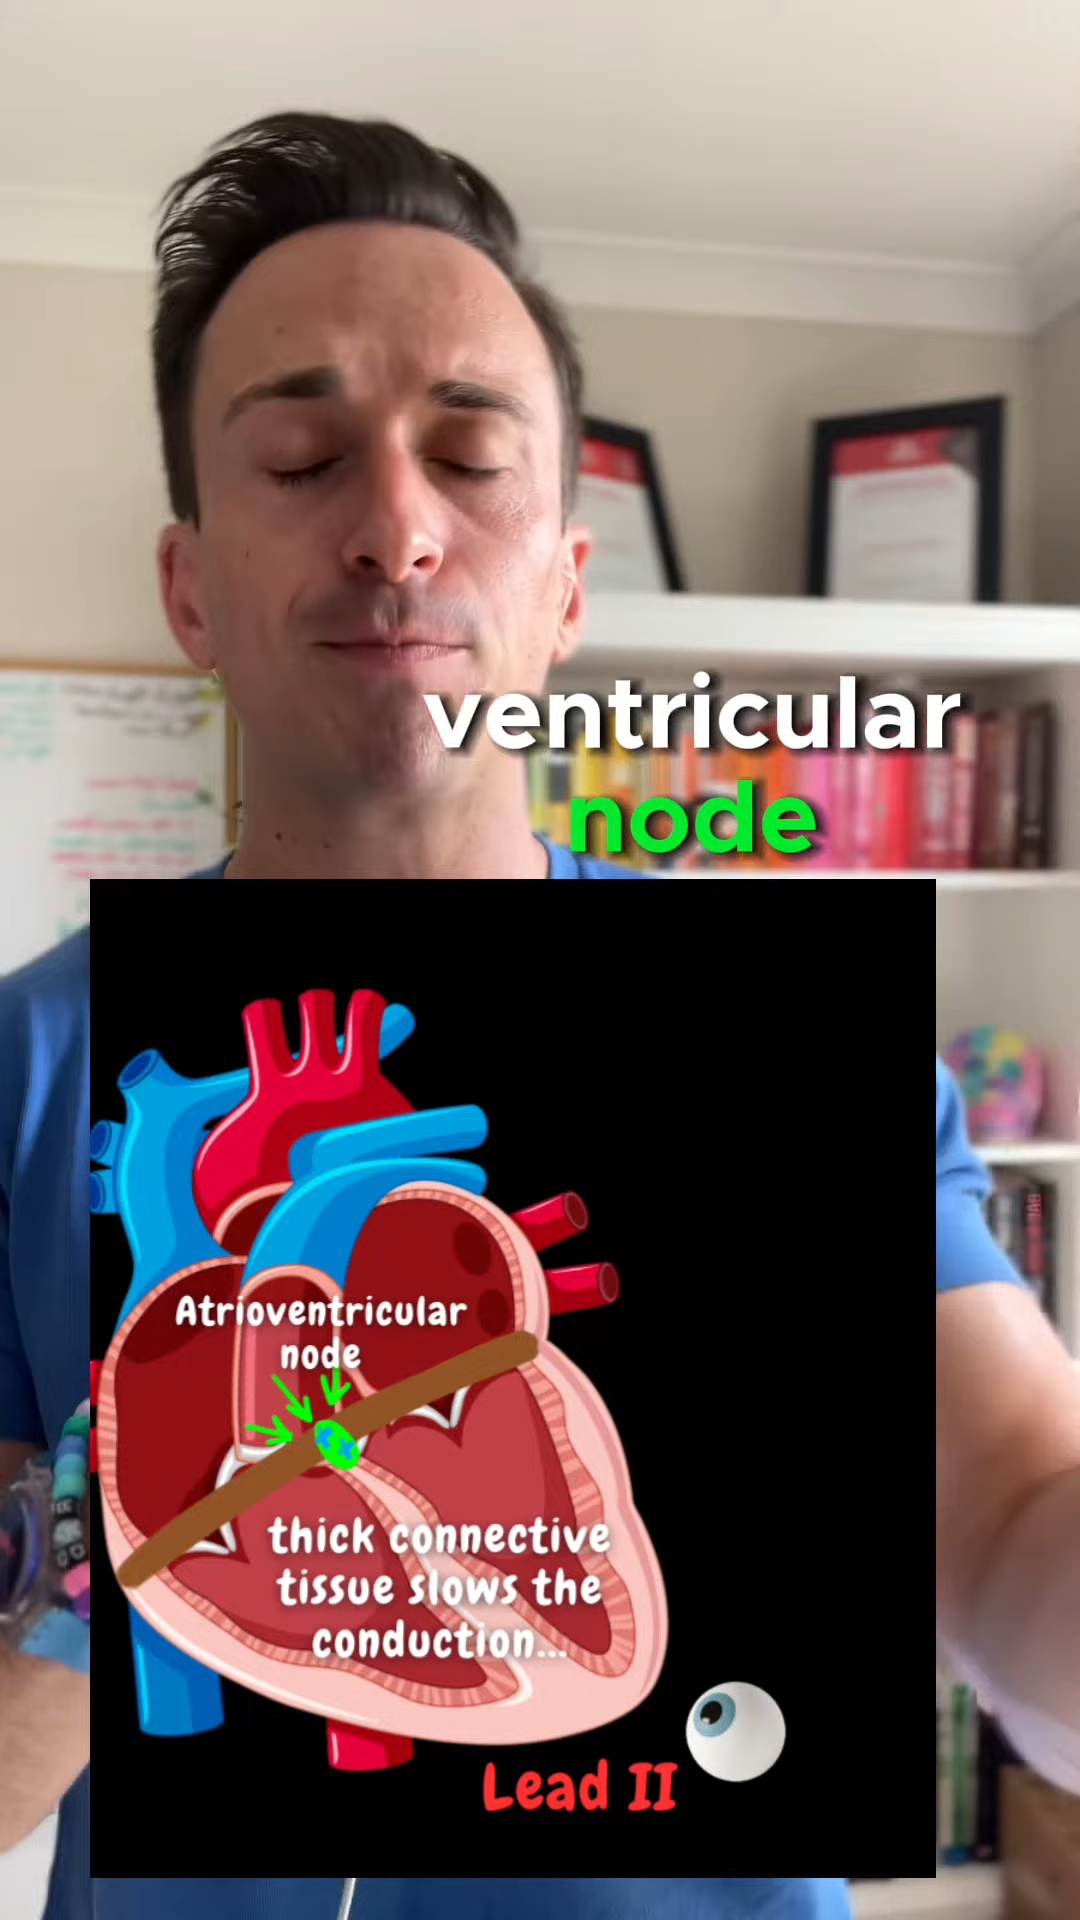 ventricular
node
Atrioventricular
node
thick connective
tissue slows the
conduction...
Lead II